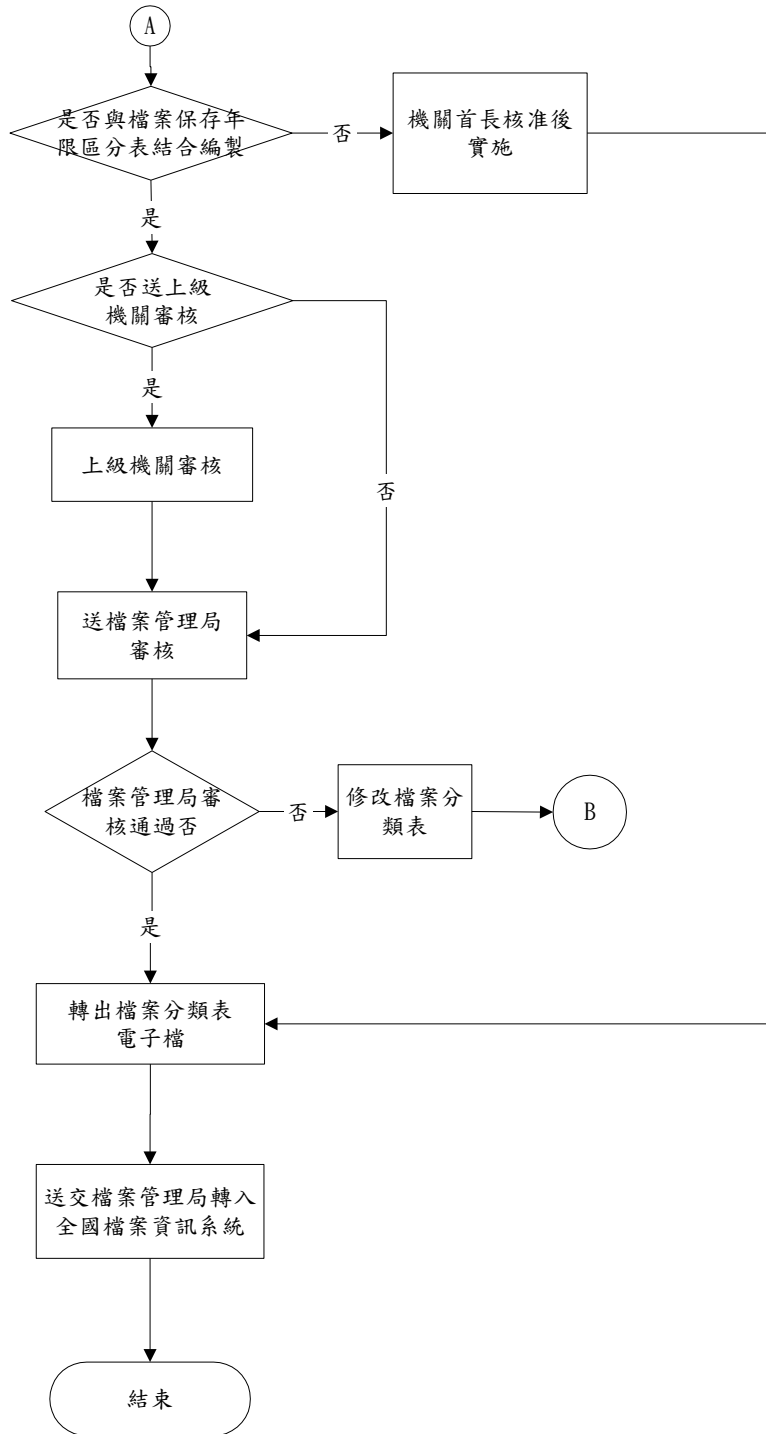 A
是否與檔案保存年
限區分表結合編製
否
機關首長核准後
實施
是
是否送上級
機關審核
是
上級機關審核
否
送檔案管理局
審核
檔案管理局審
核通過否
否
修改檔案分
類表
B
是
轉出檔案分類表
電子檔
送交檔案管理局轉入
全國檔案資訊系統
結束